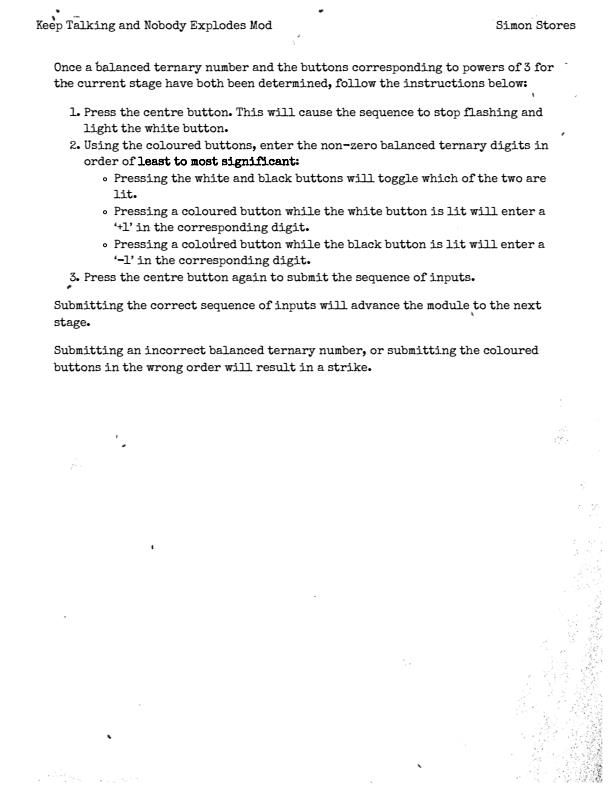 Keep Talking and Nobody Explodes Mod
Simon Stores
Once a balanced ternary number and the buttons corresponding to powers of 3 for
the current stage have both been determined, follow the instructions below:
1. Press the centre button. This will cause the sequence to stop flashing and
light the white button.
2. Using the coloured buttons, enter the non-zero balanced ternary digits in
order of least to most significant:
∘ Pressing the white and black buttons will toggle which of the two are
lit.
∘ Pressing a coloured button while the white button is lit will enter a
‘+1’ in the corresponding digit.
∘ Pressing a coloured button while the black button is lit will enter a
‘-1’ in the corresponding digit.
3. Press the centre button again to submit the sequence of inputs.
Submitting the correct sequence of inputs will advance the module to the next
stage.
Submitting an incorrect balanced ternary number, or submitting the coloured
buttons in the wrong order will result in a strike.